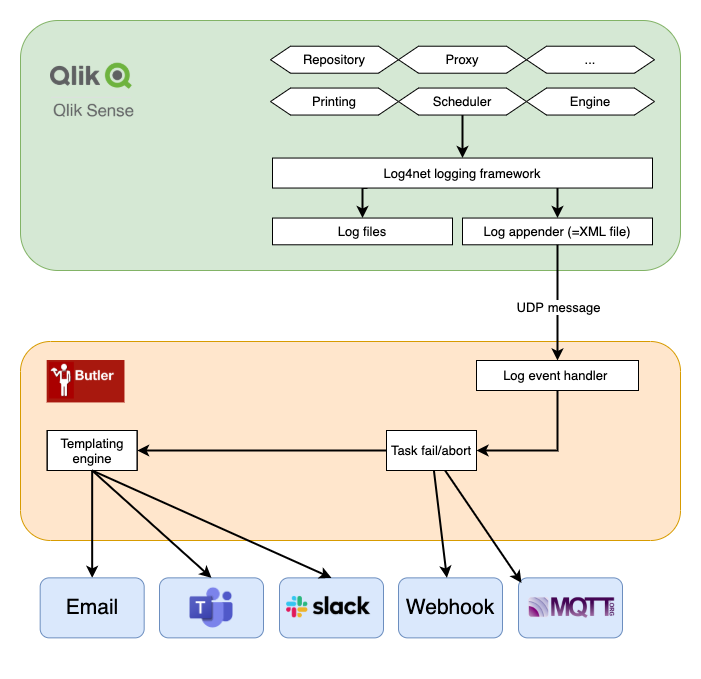 Qlik
Qlik Sense
Repository
Proxy
...
Printing
Scheduler
Engine
Log4net logging framework
Log files
Log appender (=XML file)
UDP message
Butler
Log event handler
Templating
engine
Task fail/abort
Email
T
slack
Webhook
MQTT
.ORG